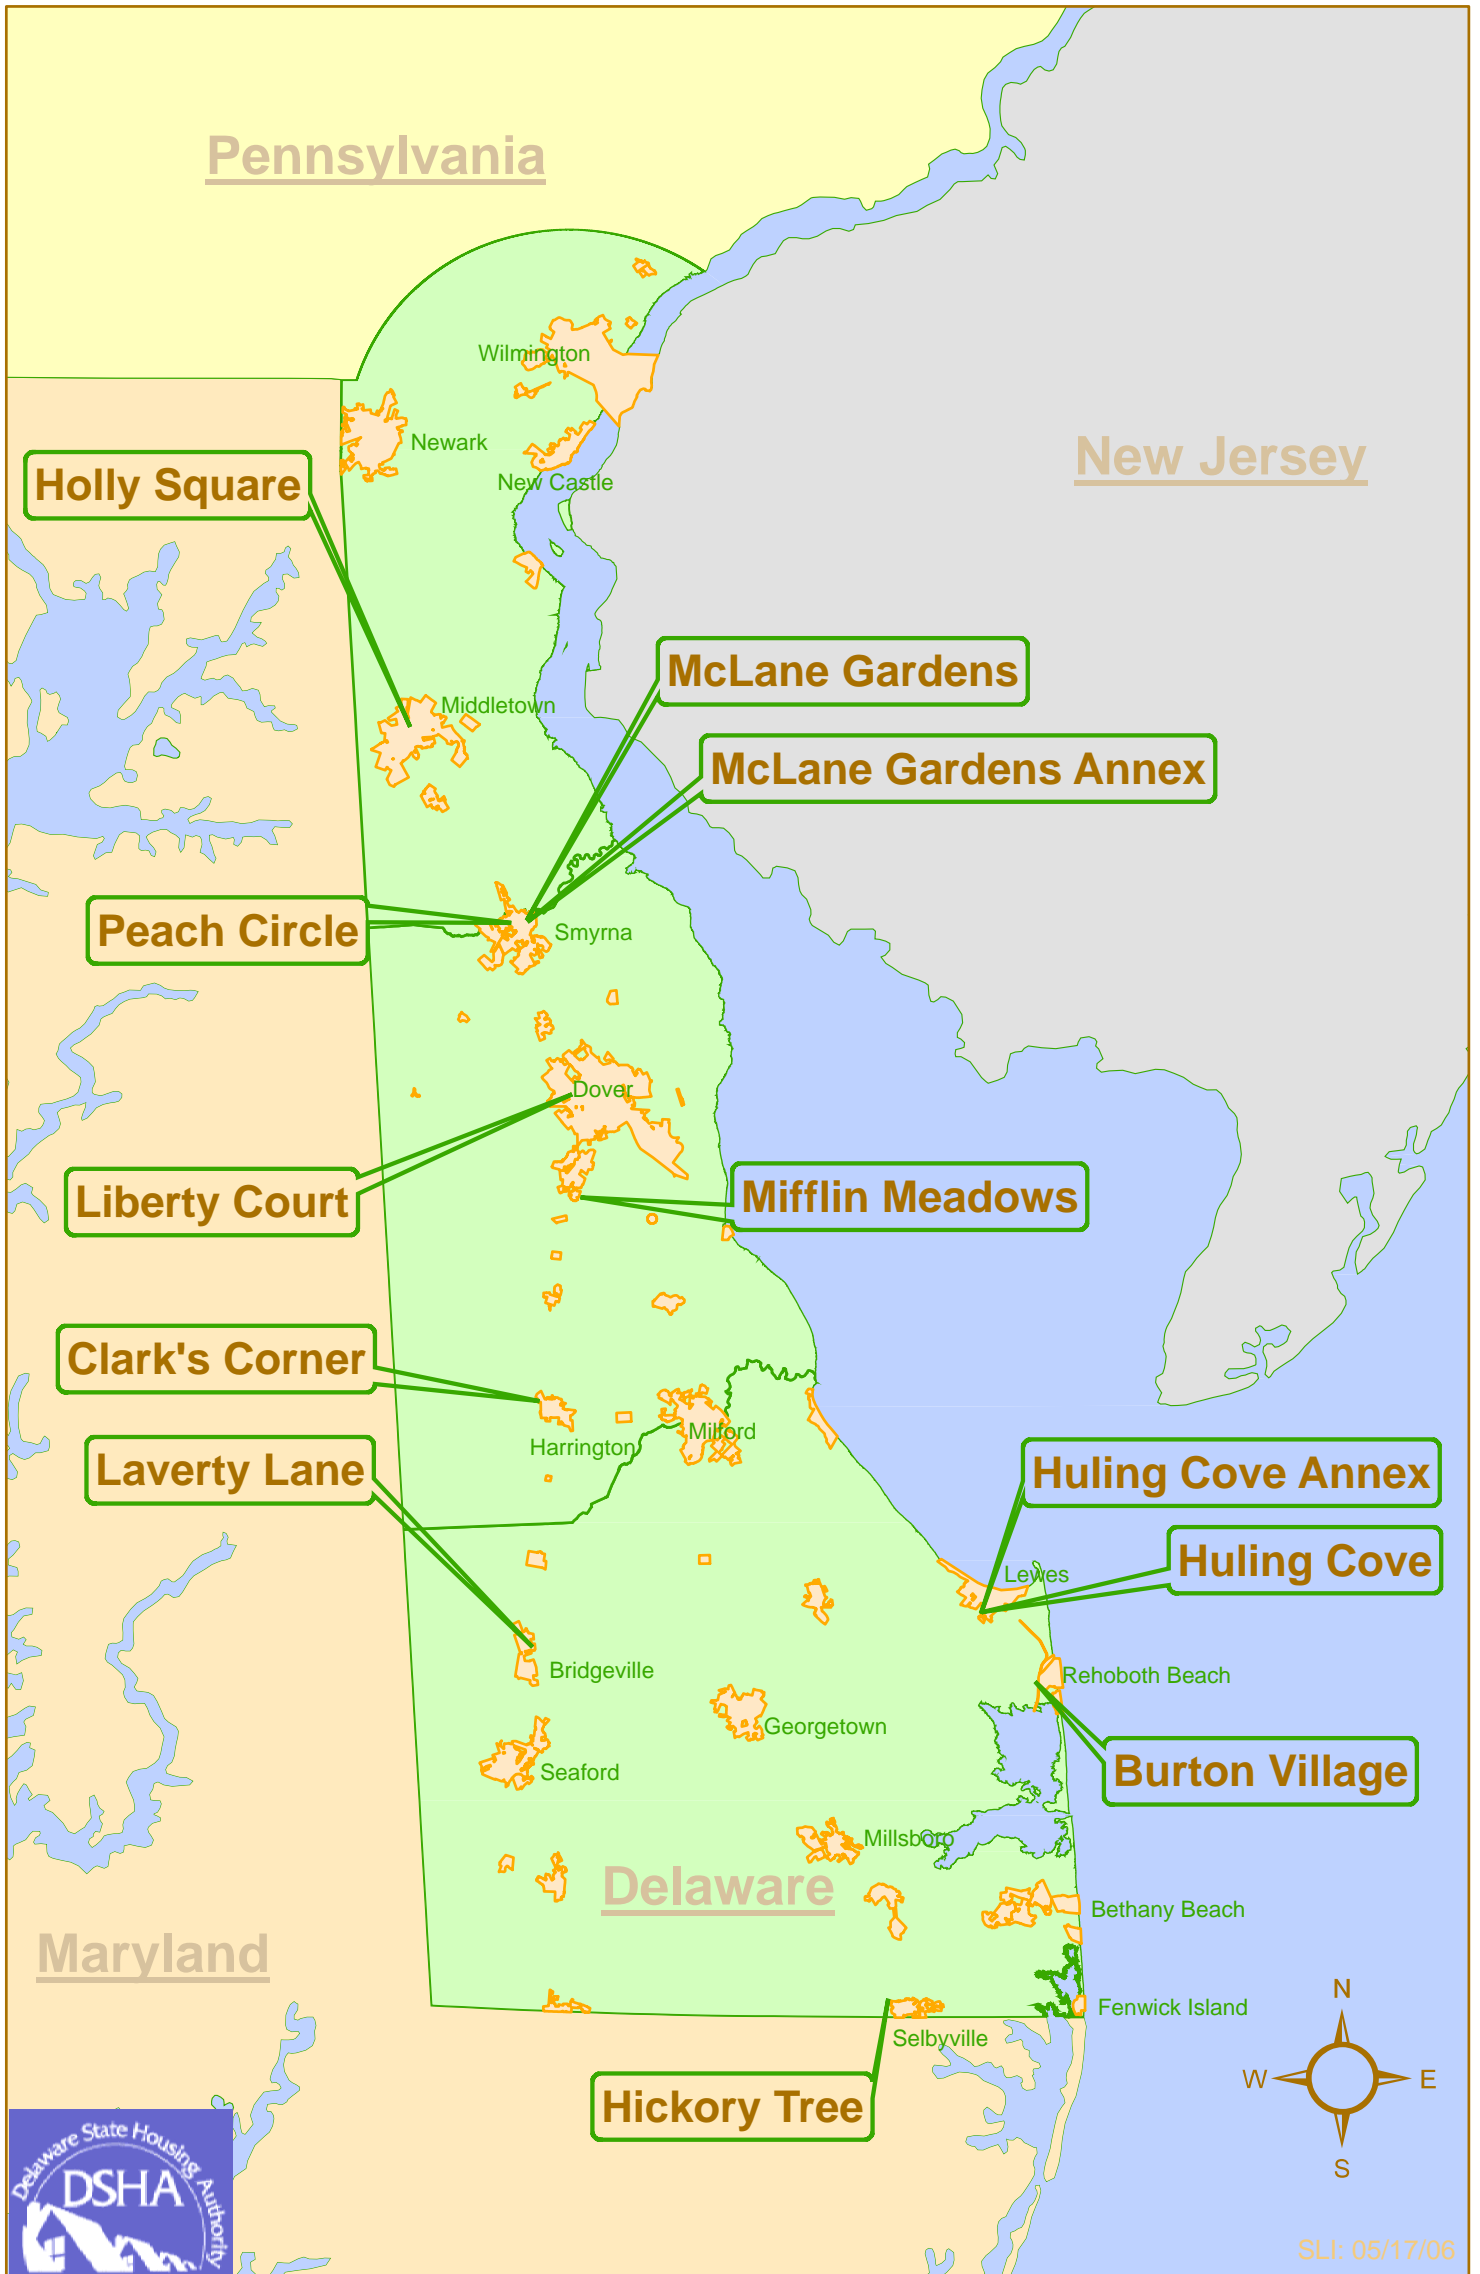 Pennsylvania
Wilmington
Newark
New Jersey
Holly Square
New Castle
McLane Gardens
Middletown
McLane Gardens Annex
Peach Circle
Smyrna
Dover
Liberty Court
Mifflin Meadows
Clark's Corner
Harrington
Milford
Laverty Lane
Huling Cove Annex
Huling Cove
Lewes
Bridgeville
Rehoboth Beach
Georgetown
Seaford
Burton Village
Millsboro
Delaware
Bethany Beach
Maryland
Fenwick Island
Selbyville
Hickory Tree
N
W
E
S
Delaware State Housing Authority
DSHA
SLI: 05/17/06